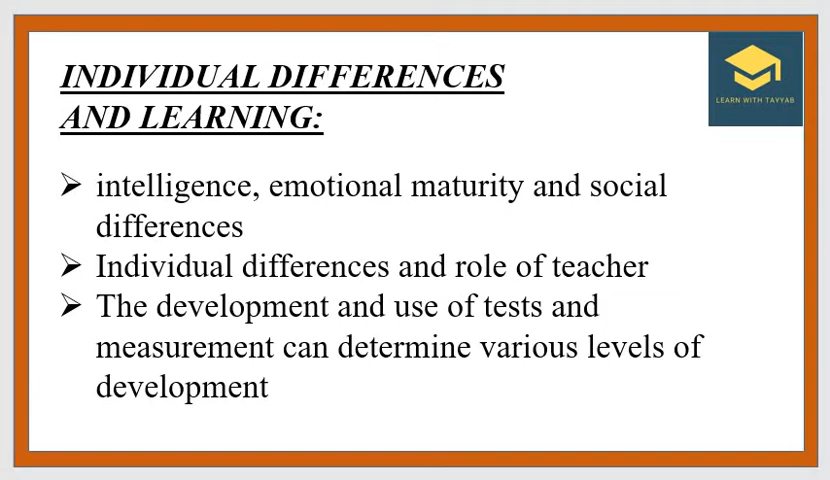 INDIVIDUAL DIFFERENCES
AND LEARNING:
LEARN WITH TAYYAB
➢ intelligence, emotional maturity and social
differences
➢ Individual differences and role of teacher
➢ The development and use of tests and
measurement can determine various levels of
development